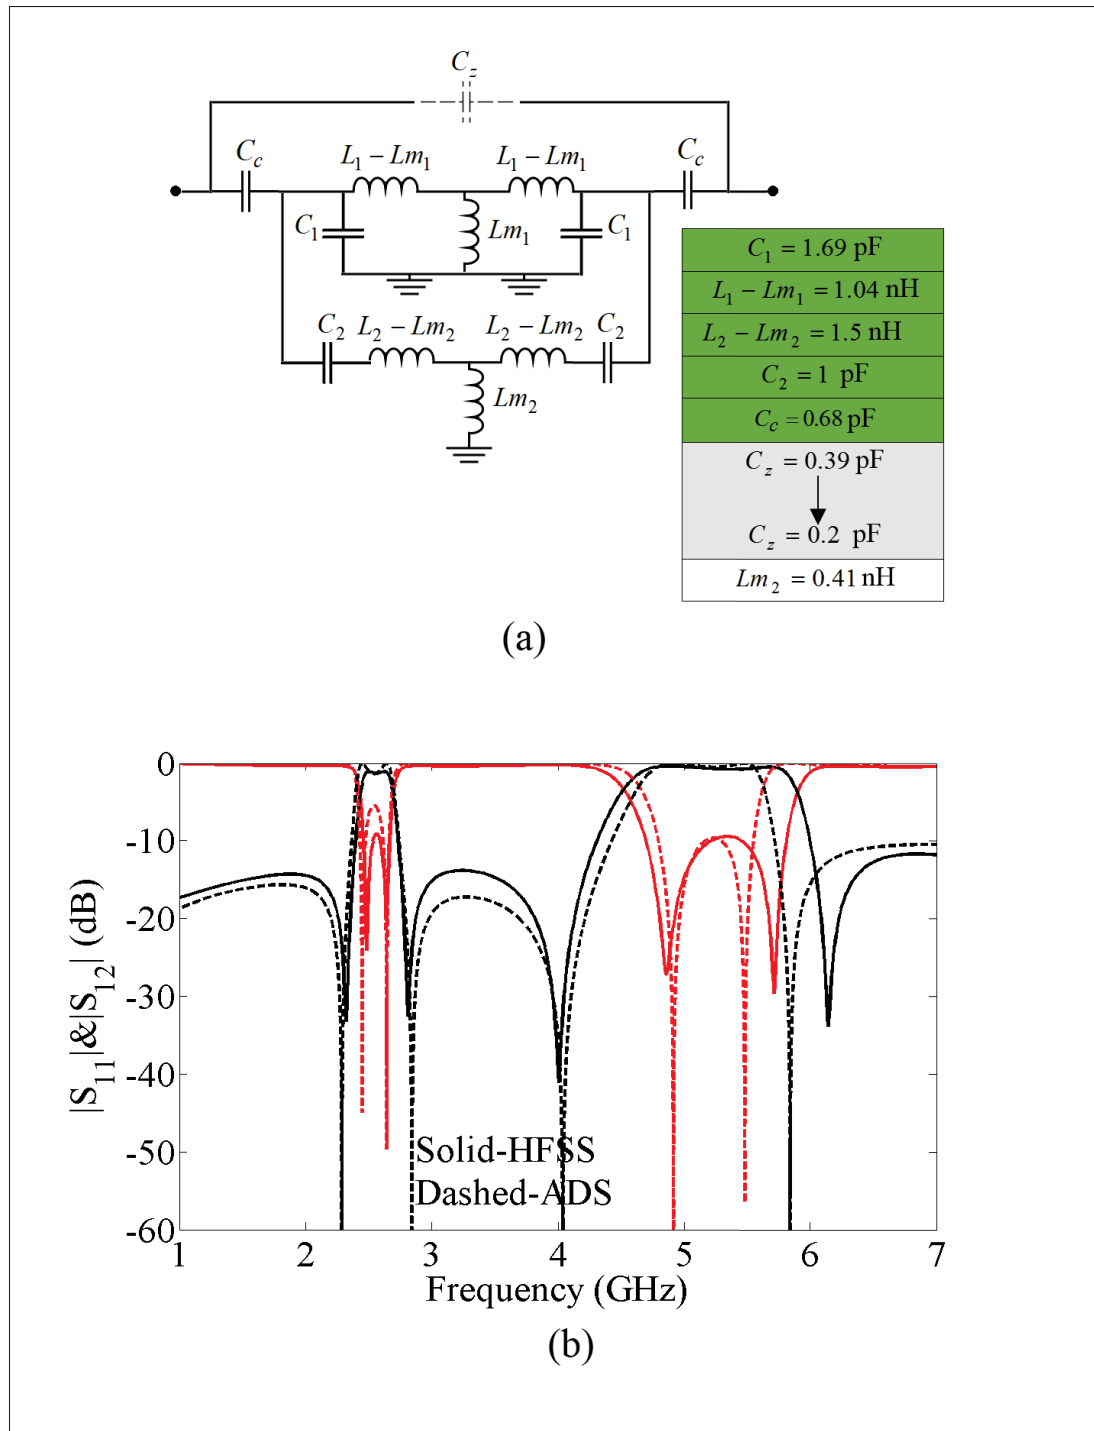 C_z
C_c
L_1 − Lm_1
L_1 − Lm_1
C_c
C_1
Lm_1
C_1
C_2
L_2 − Lm_2
L_2 − Lm_2
C_2
Lm_2
C_1 = 1.69 pF
L_1 − Lm_1 = 1.04 nH
L_2 − Lm_2 = 1.5 nH
C_2 = 1 pF
C_c = 0.68 pF
C_z = 0.39 pF
C_z = 0.2 pF
Lm_2 = 0.41 nH
(a)
|S_11|&|S_12| (dB)
0
-10
-20
-30
-40
-50
-60
Solid-HFSS
Dashed-ADS
1 2 3 4 5 6 7
Frequency (GHz)
(b)